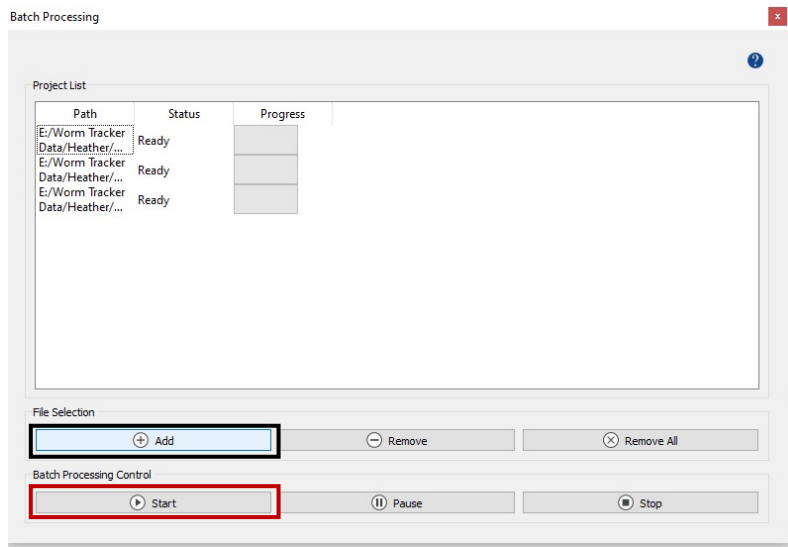 Batch Processing
x
?
Project List
Path Status Progress
E:/Worm Tracker
Data/Heather/... Ready
E:/Worm Tracker
Data/Heather/... Ready
E:/Worm Tracker
Data/Heather/... Ready
File Selection
Add Remove Remove All
Batch Processing Control
Start Pause Stop